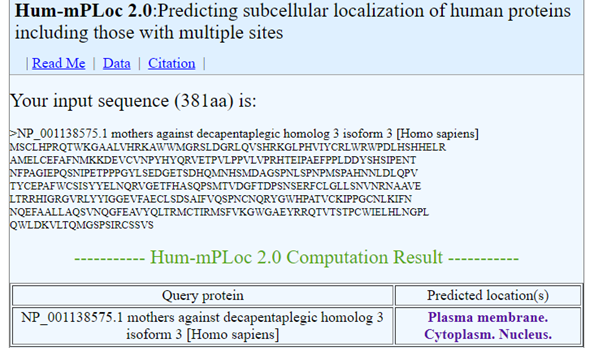 Hum-mPLoc 2.0:Predicting subcellular localization of human proteins
including those with multiple sites
| Read Me | Data | Citation |
Your input sequence (381aa) is:
>NP_001138575.1 mothers against decapentaplegic homolog 3 isoform 3 [Homo sapiens]
MSCLHPRQTWKGAALVHRKAWWMGRSLDGRLQVSHRKGLPHVIYCRLWRWPDLHSHHELR
AMELCEFAFNMKKDEVCVNPYHYQRVETPVLPPVLVPRHTEIPAEFPPLDDYSHSIPENT
NFPAGIEPQSNIPETPPPGYLSEDGETSDHQMNHSMDAGSPNLSPNPMSPAHNNLDLQPV
TYCEPAFWCSISYYELNQRVGETFHASQPSMTVDGFTDPSNSERFCLGLLSNVNRNAAVE
LTRRHIGRGVRLYYIGGEVFAECLSDSAIFVQSPNCNQRYGWHPATVCKIPPGCNLKIFN
NQEFAALLAQSVNQGFEAVYQLTRMCTIRMSFVKGWGAEYRRQTVTSTPCWIELHLNGPL
QWLDKVLTQMGSPSIRCSSVS
----------- Hum-mPLoc 2.0 Computation Result -----------
Query protein
Predicted location(s)
NP_001138575.1 mothers against decapentaplegic homolog 3
isoform 3 [Homo sapiens]
Plasma membrane.
Cytoplasm. Nucleus.